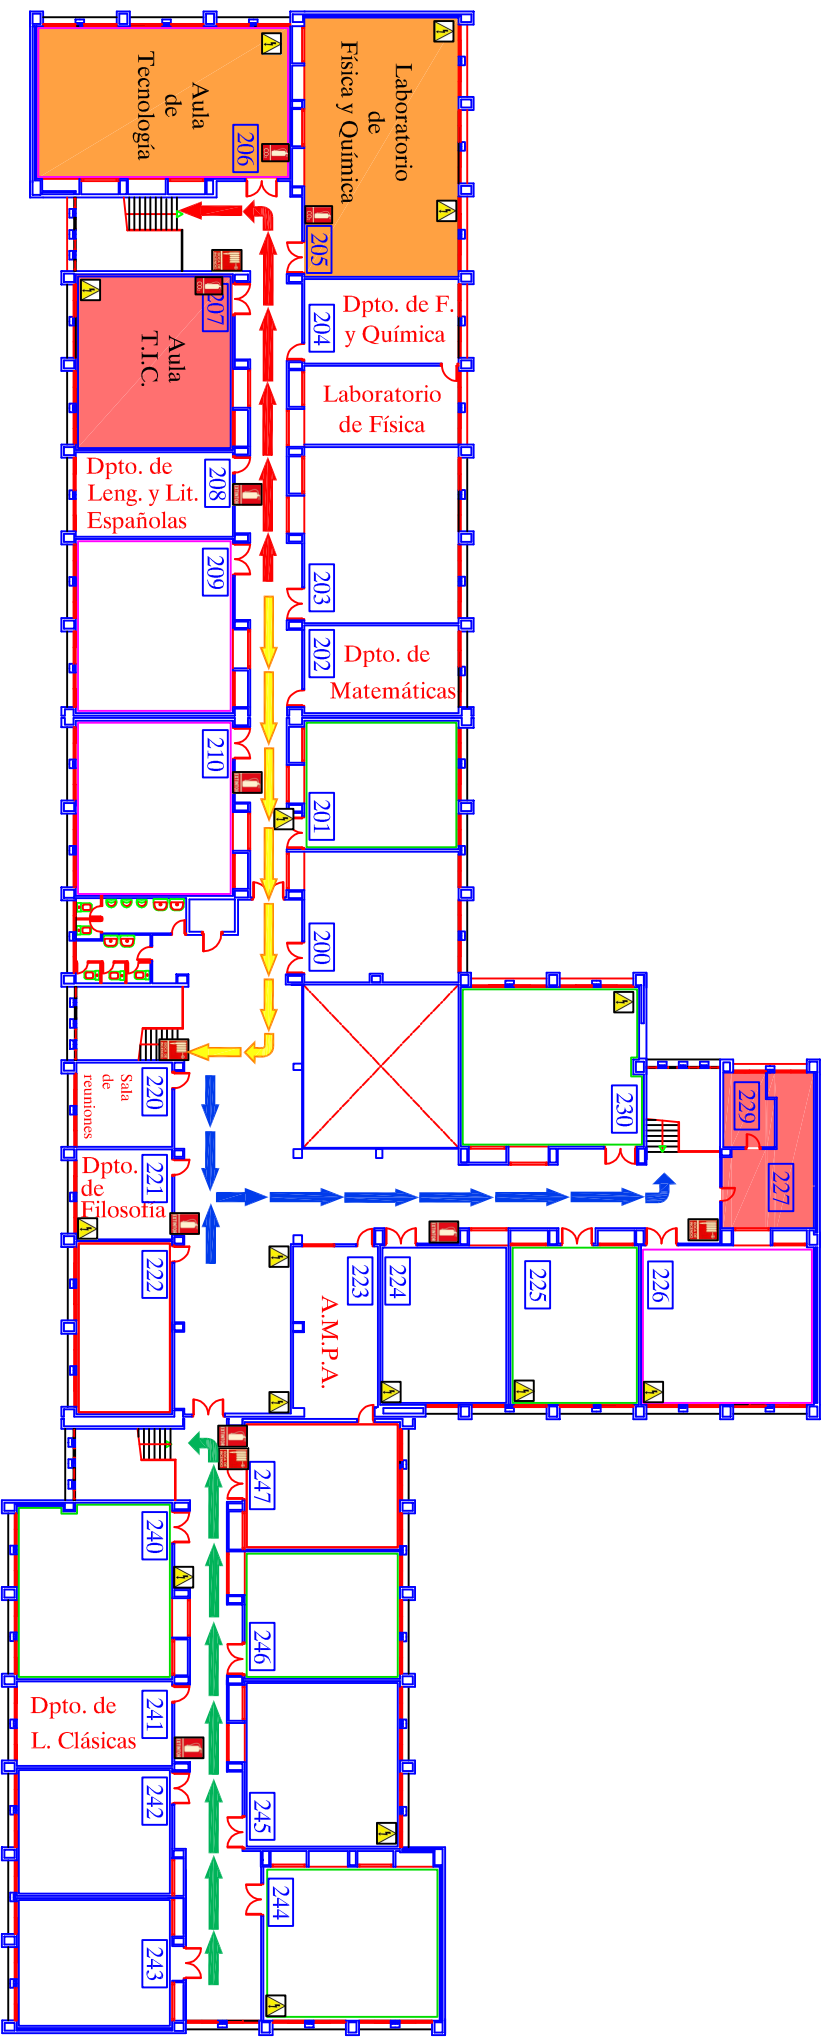 Aula
de
Tecnología
206
Laboratorio
de
Física y Química
205
207
Aula
T.I.C.
204
Dpto. de F.
y Química
Laboratorio
de Física
Dpto. de
Leng. y Lit.
Españolas
208
209
203
202
Dpto. de
Matemáticas
210
201
200
220
Sala
de
reuniones
230
229
227
221
Dpto.
de
Filosofía
222
223
A.M.P.A.
224
225
226
247
240
246
241
Dpto. de
L. Clásicas
242
245
244
243